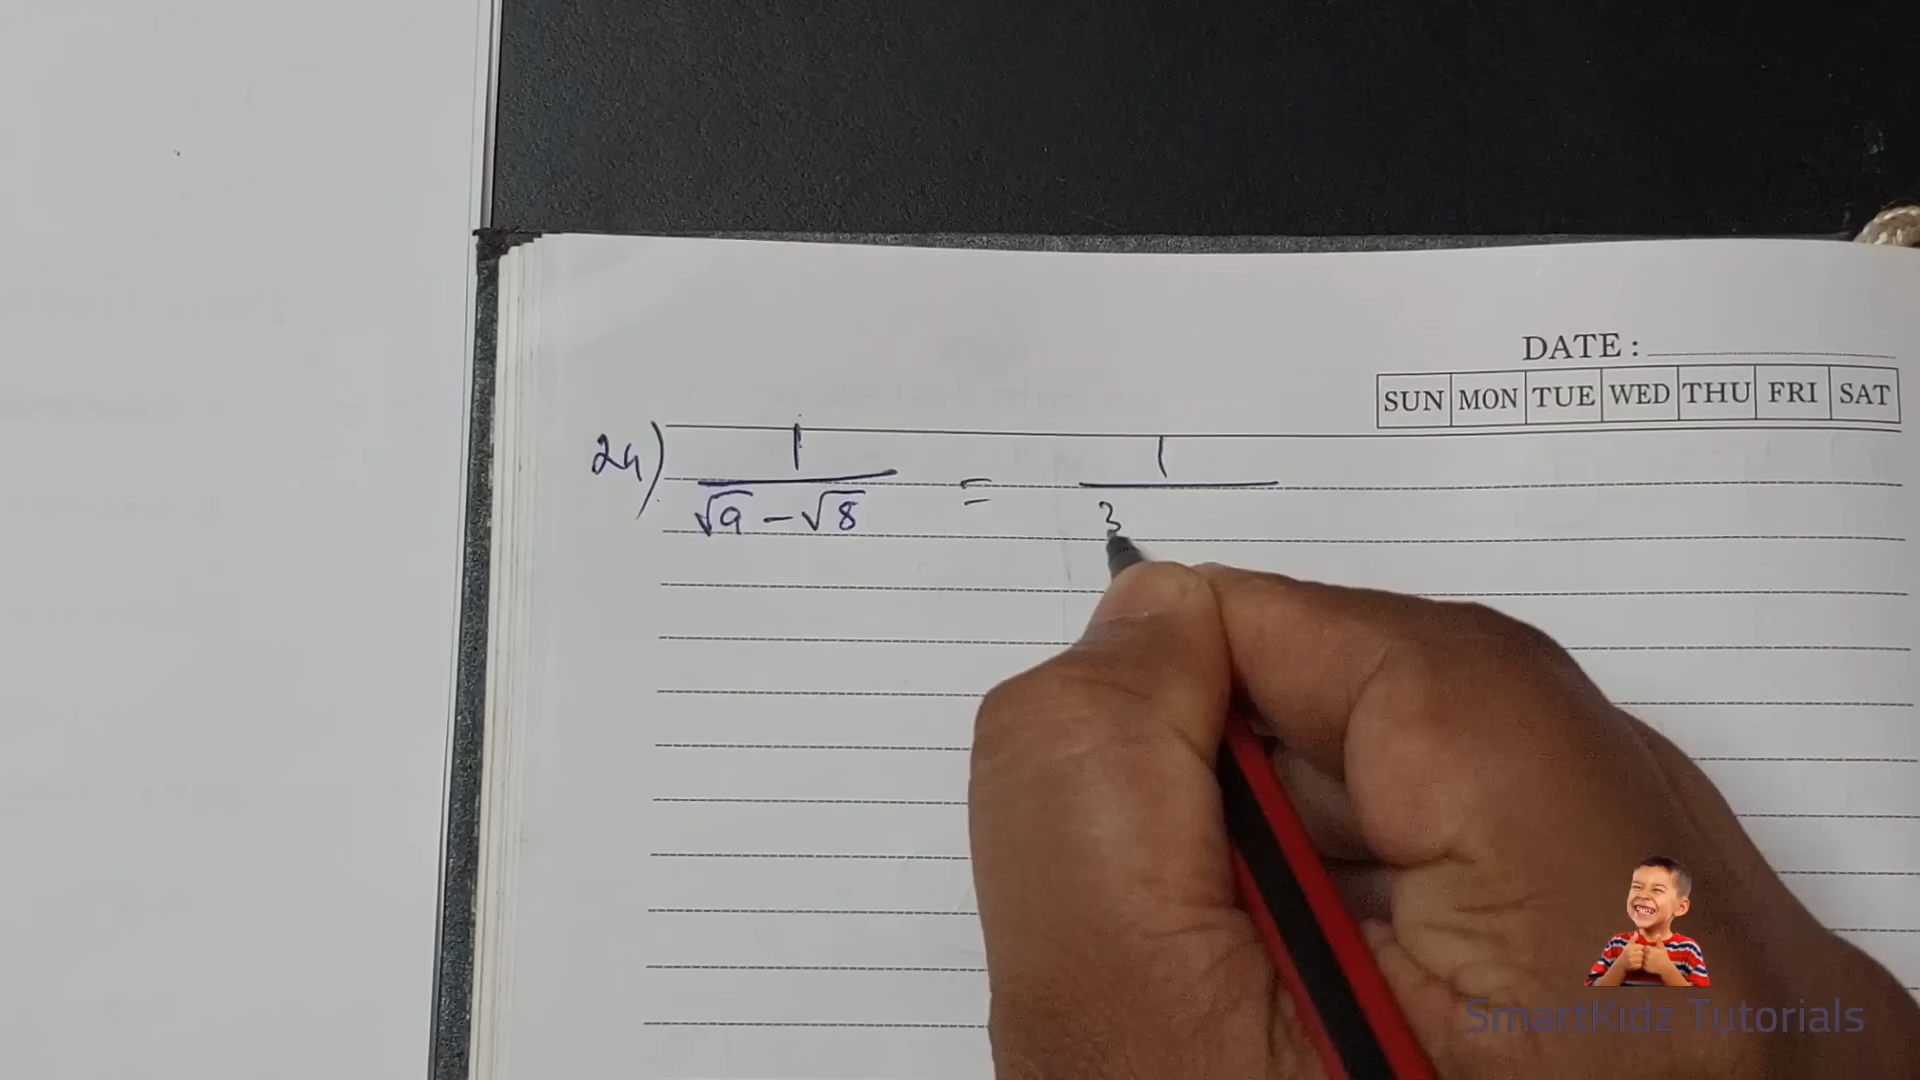 DATE :
SUN MON TUE WED THU FRI SAT
24) 1/(√9 - √8) = 1/3
SmartKidz Tutorials